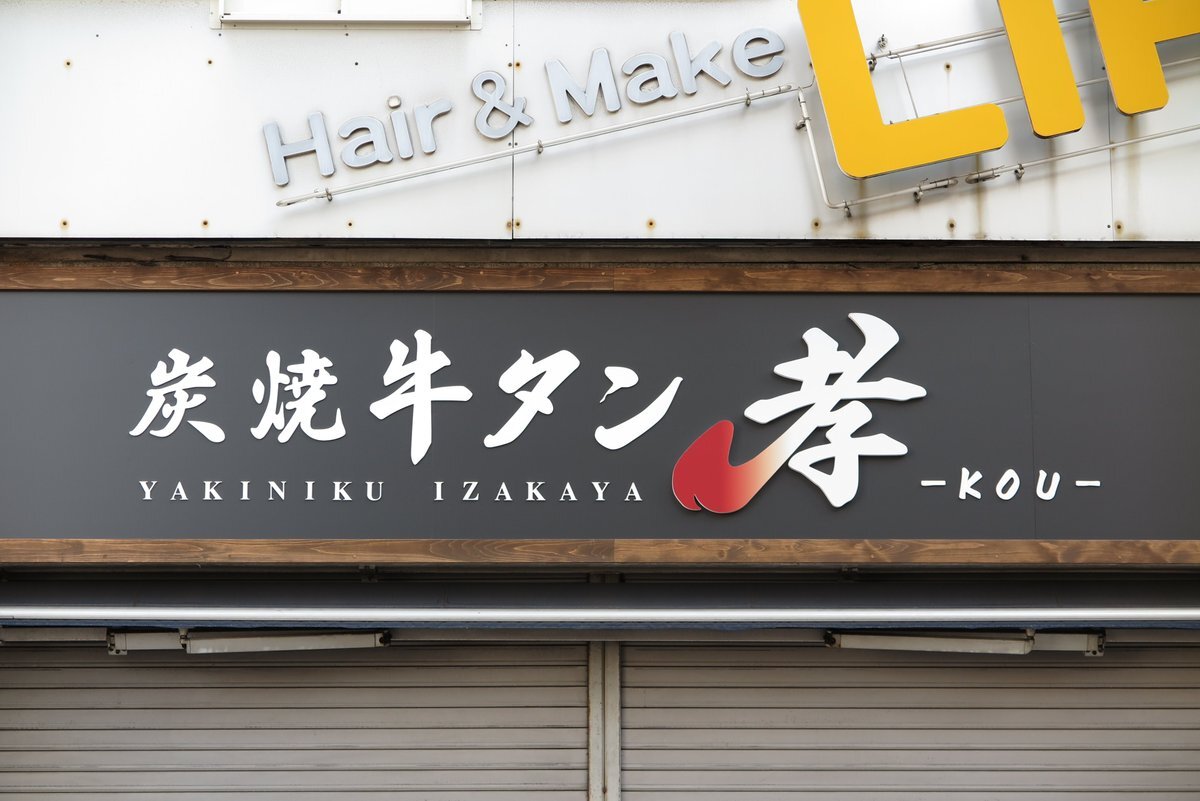 Hair & Make
炭焼牛タン 孝
YAKINIKU IZAKAYA -KOU-